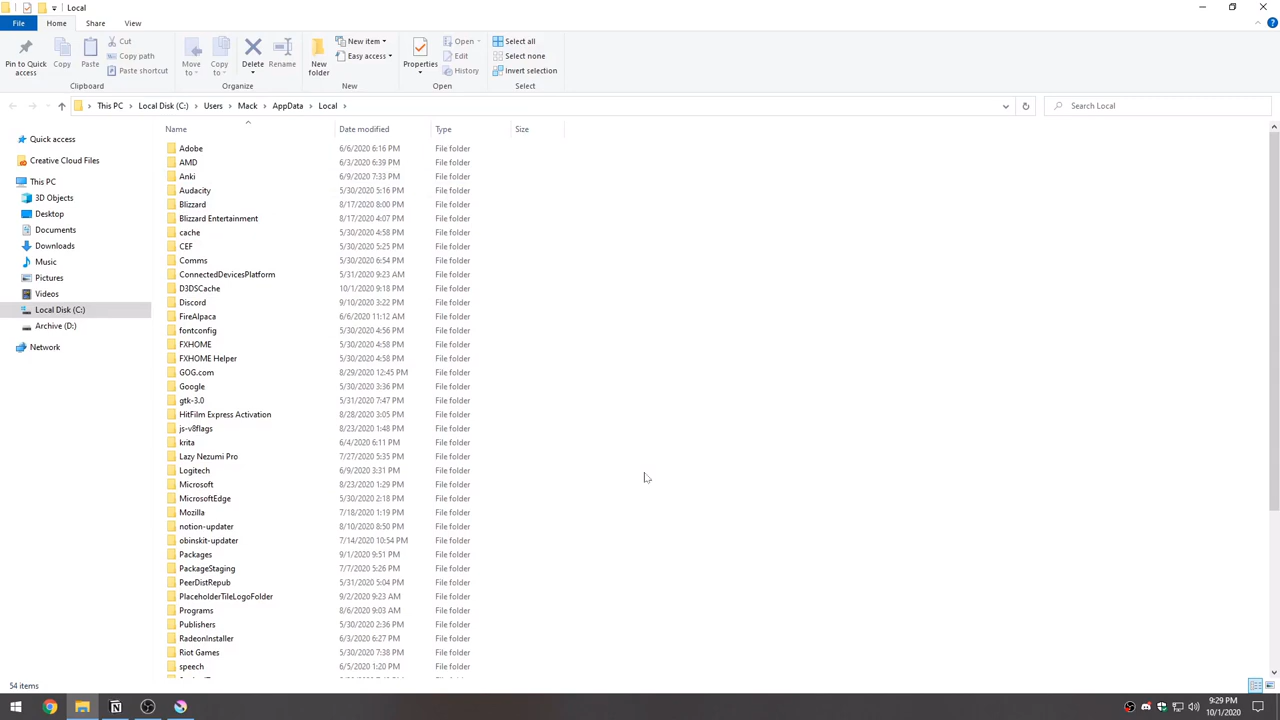 Local
File Home Share View
Pin to Quick access
Copy
Paste
Cut
Copy path
Paste shortcut
Clipboard
Move to
Copy to
Delete
Rename
Organize
New folder
New item
Easy access
New
Properties
Open
Edit
History
Open
Select all
Select none
Invert selection
Select
This PC > Local Disk (C:) > Users > Mack > AppData > Local >
Search Local
Quick access
Creative Cloud Files
This PC
3D Objects
Desktop
Documents
Downloads
Music
Pictures
Videos
Local Disk (C:)
Archive (D:)
Network
Name Date modified Type Size
Adobe 6/6/2020 6:16 PM File folder
AMD 6/3/2020 6:39 PM File folder
Anki 6/9/2020 7:33 PM File folder
Audacity 5/30/2020 5:16 PM File folder
Blizzard 8/17/2020 8:00 PM File folder
Blizzard Entertainment 8/17/2020 4:07 PM File folder
cache 5/30/2020 4:58 PM File folder
CEF 5/30/2020 5:25 PM File folder
Comms 5/30/2020 6:54 PM File folder
ConnectedDevicesPlatform 5/31/2020 9:23 AM File folder
D3DSCache 10/1/2020 9:18 PM File folder
Discord 9/10/2020 3:22 PM File folder
FireAlpaca 6/6/2020 11:12 AM File folder
fontconfig 5/30/2020 4:56 PM File folder
FXHOME 5/30/2020 4:58 PM File folder
FXHOME Helper 5/30/2020 4:58 PM File folder
GOG.com 8/29/2020 12:45 PM File folder
Google 5/30/2020 3:36 PM File folder
gtk-3.0 5/31/2020 7:47 PM File folder
HitFilm Express Activation 8/28/2020 3:05 PM File folder
js-v8flags 8/23/2020 1:48 PM File folder
krita 6/4/2020 6:11 PM File folder
Lazy Nezumi Pro 7/27/2020 5:35 PM File folder
Logitech 6/9/2020 3:31 PM File folder
Microsoft 8/23/2020 1:29 PM File folder
MicrosoftEdge 5/30/2020 2:18 PM File folder
Mozilla 7/18/2020 1:19 PM File folder
notion-updater 8/10/2020 8:50 PM File folder
obinskit-updater 7/14/2020 10:54 PM File folder
Packages 9/1/2020 9:51 PM File folder
PackageStaging 7/7/2020 5:26 PM File folder
PeerDistRepub 5/31/2020 5:04 PM File folder
PlaceholderTileLogoFolder 9/2/2020 9:23 AM File folder
Programs 8/6/2020 9:03 AM File folder
Publishers 5/30/2020 2:36 PM File folder
RadeonInstaller 6/3/2020 6:27 PM File folder
Riot Games 5/30/2020 7:38 PM File folder
speech 6/5/2020 1:20 PM File folder
54 items
9:29 PM
10/1/2020